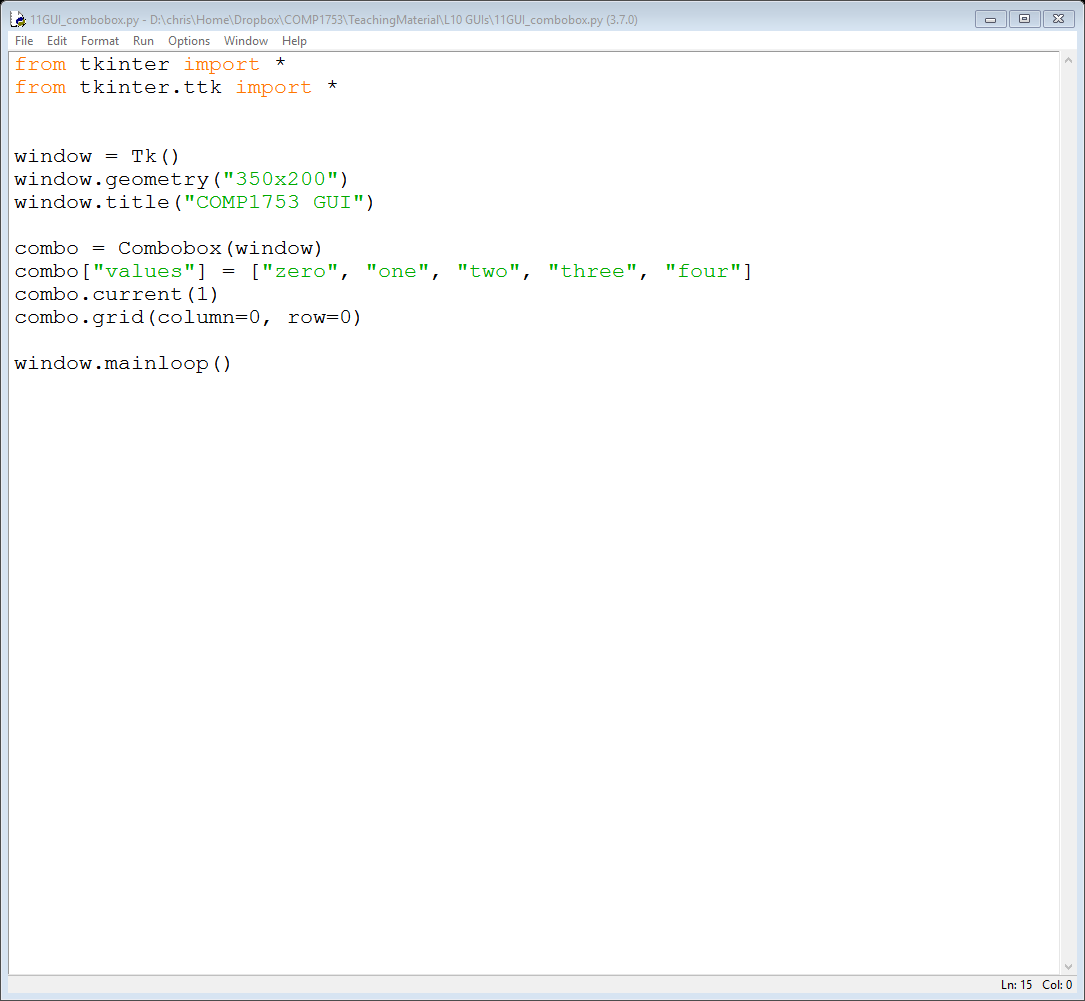 11GUI_combobox.py - D:\chris\Home\Dropbox\COMP1753\TeachingMaterial\L10 GUIs\11GUI_combobox.py (3.7.0)
File Edit Format Run Options Window Help
from tkinter import *
from tkinter.ttk import *
window = Tk()
window.geometry("350x200")
window.title("COMP1753 GUI")
combo = Combobox(window)
combo["values"] = ["zero", "one", "two", "three", "four"]
combo.current(1)
combo.grid(column=0, row=0)
window.mainloop()
Ln: 15 Col: 0